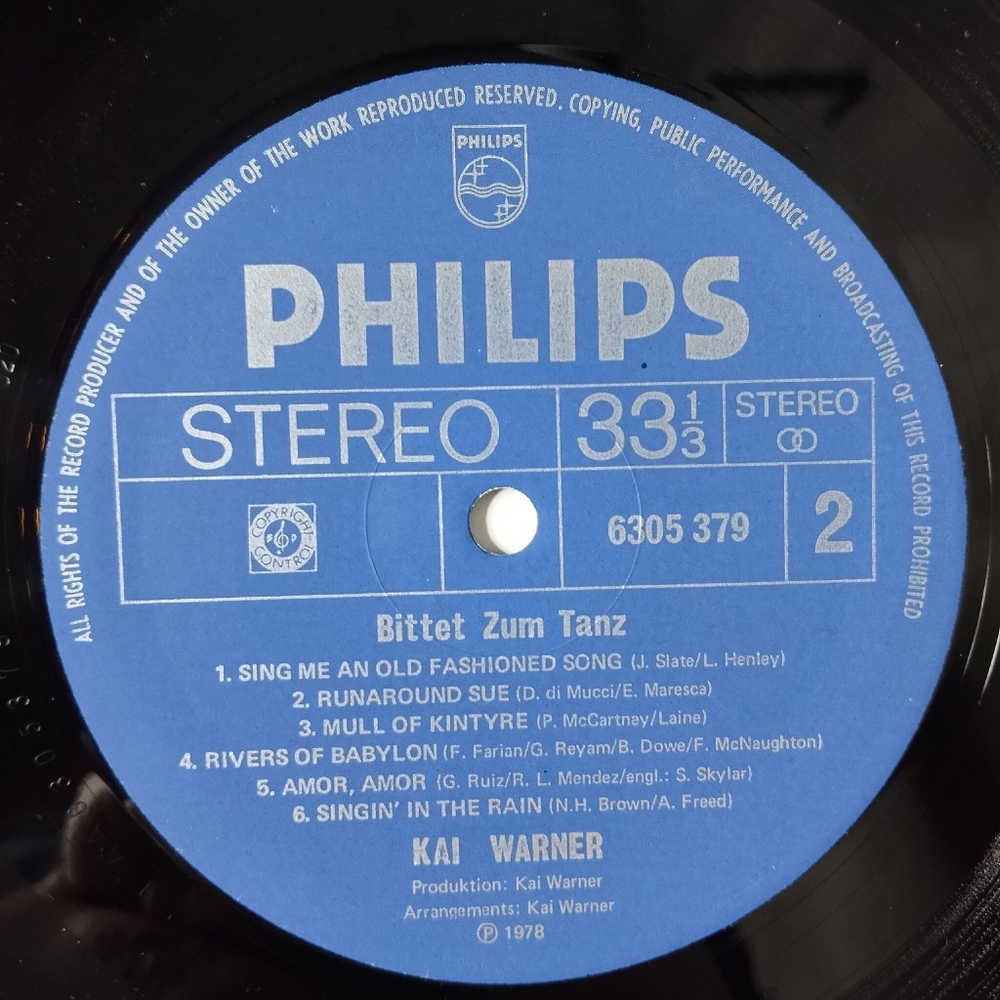 ALL RIGHTS OF THE RECORD PRODUCER AND OF THE OWNER OF THE WORK REPRODUCED RESERVED. COPYING, PUBLIC PERFORMANCE AND BROADCASTING OF THIS RECORD PROHIBITED
PHILIPS
PHILIPS
STEREO 33 1/3 STEREO
COPYRIGHT CONTROL
6305 379 2
Bittet Zum Tanz
1. SING ME AN OLD FASHIONED SONG (J. Slate/L. Henley)
2. RUNAROUND SUE (D. di Mucci/E. Maresca)
3. MULL OF KINTYRE (P. McCartney/Laine)
4. RIVERS OF BABYLON (F. Farian/G. Reyam/B. Dowe/F. McNaughton)
5. AMOR, AMOR (G. Ruiz/R. L. Mendez/engl.: S. Skylar)
6. SINGIN' IN THE RAIN (N.H. Brown/A. Freed)
KAI WARNER
Produktion: Kai Warner
Arrangements: Kai Warner
Ⓟ 1978